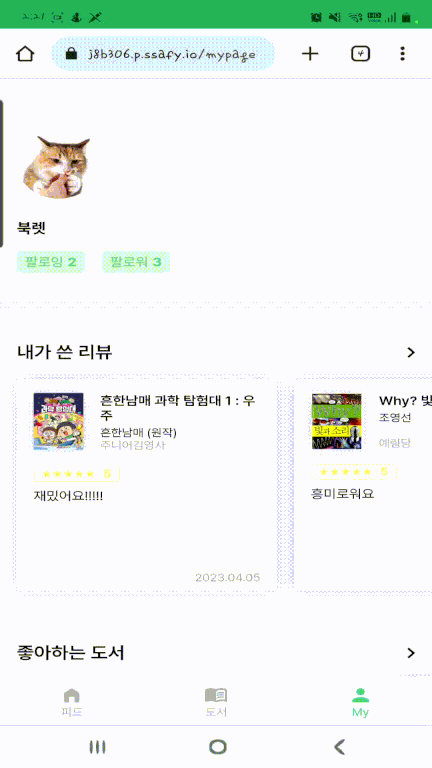 2:21
j8b306.p.ssafy.io/mypage
북렛
팔로잉 2
팔로워 3
내가 쓴 리뷰
흔한남매 과학 탐험대 1 : 우
주
흔한남매 (원작)
주니어김영사
★★★★★ 5
재밌어요!!!!!
2023.04.05
Why? 빛
조영선
예림당
★★★★★ 5
흥미로워요
좋아하는 도서
피드
도서
My